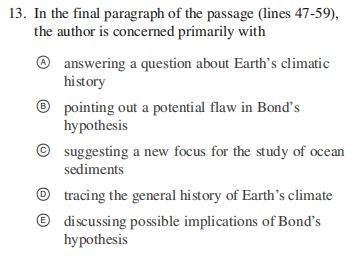 13. In the final paragraph of the passage (lines 47-59),
the author is concerned primarily with
A answering a question about Earth's climatic
history
B pointing out a potential flaw in Bond's
hypothesis
C suggesting a new focus for the study of ocean
sediments
D tracing the general history of Earth's climate
E discussing possible implications of Bond's
hypothesis